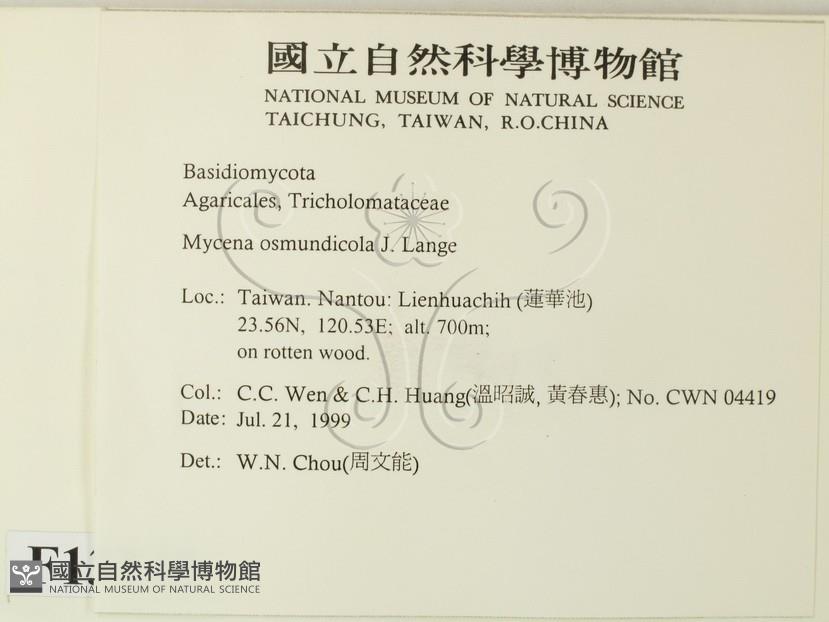 國立自然科學博物館
NATIONAL MUSEUM OF NATURAL SCIENCE
TAICHUNG, TAIWAN, R.O.CHINA
Basidiomycota
Agaricales, Tricholomataceae
Mycena osmundicola J. Lange
Loc.: Taiwan. Nantou: Lienhuachih (蓮華池)
23.56N, 120.53E; alt. 700m;
on rotten wood.
Col.: C.C. Wen & C.H. Huang(溫昭誠, 黃春惠); No. CWN 04419
Date: Jul. 21, 1999
Det.: W.N. Chou(周文能)
國立自然科學博物館
NATIONAL MUSEUM OF NATURAL SCIENCE